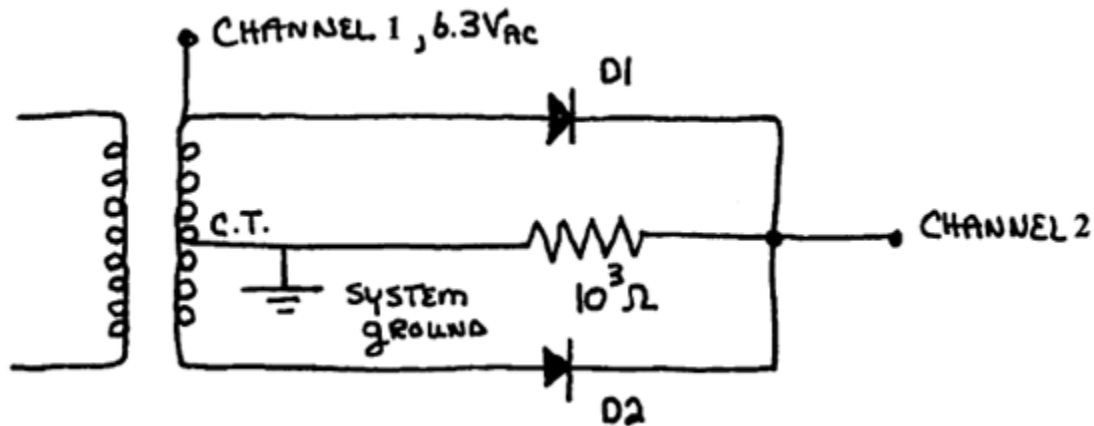 CHANNEL 1, 6.3VAC
D1
C.T.
CHANNEL 2
10³Ω
SYSTEM
GROUND
D2